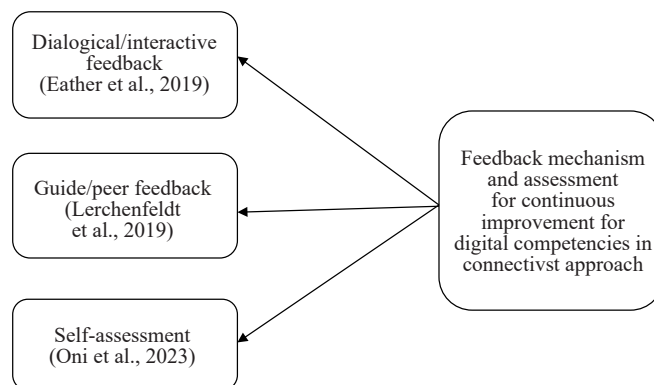 Dialogical/interactive
feedback
(Eather et al., 2019)
Guide/peer feedback
(Lerchenfeldt
et al., 2019)
Self-assessment
(Oni et al., 2023)
Feedback mechanism
and assessment
for continuous
improvement for
digital competencies in
connectivst approach